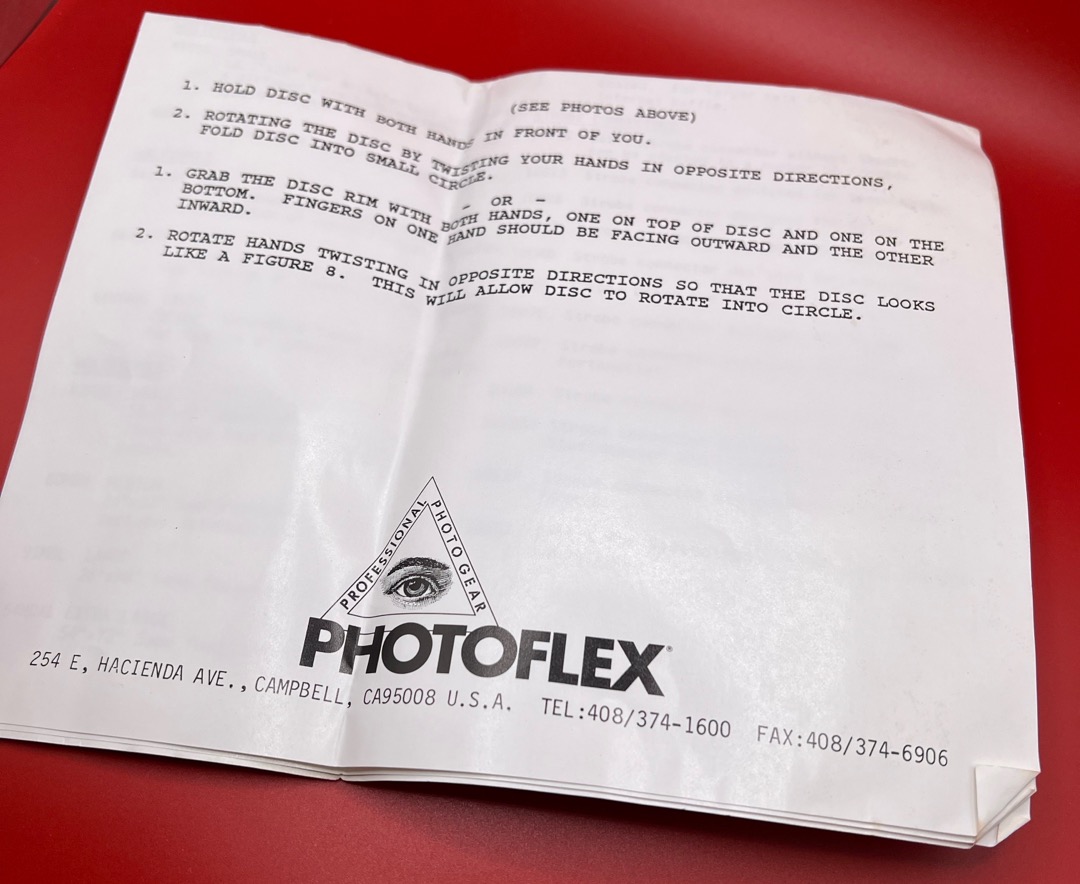 (SEE PHOTOS ABOVE)
1. HOLD DISC WITH BOTH HANDS IN FRONT OF YOU.
2. ROTATING THE DISC BY TWISTING YOUR HANDS IN OPPOSITE DIRECTIONS,
FOLD DISC INTO SMALL CIRCLE.
- OR -
1. GRAB THE DISC RIM WITH BOTH HANDS, ONE ON TOP OF DISC AND ONE ON THE
BOTTOM. FINGERS ON ONE HAND SHOULD BE FACING OUTWARD AND THE OTHER
INWARD.
2. ROTATE HANDS TWISTING IN OPPOSITE DIRECTIONS SO THAT THE DISC LOOKS
LIKE A FIGURE 8. THIS WILL ALLOW DISC TO ROTATE INTO CIRCLE.
PROFESSIONAL PHOTO GEAR
PHOTOFLEX®
254 E, HACIENDA AVE., CAMPBELL, CA95008 U.S.A. TEL:408/374-1600 FAX:408/374-6906